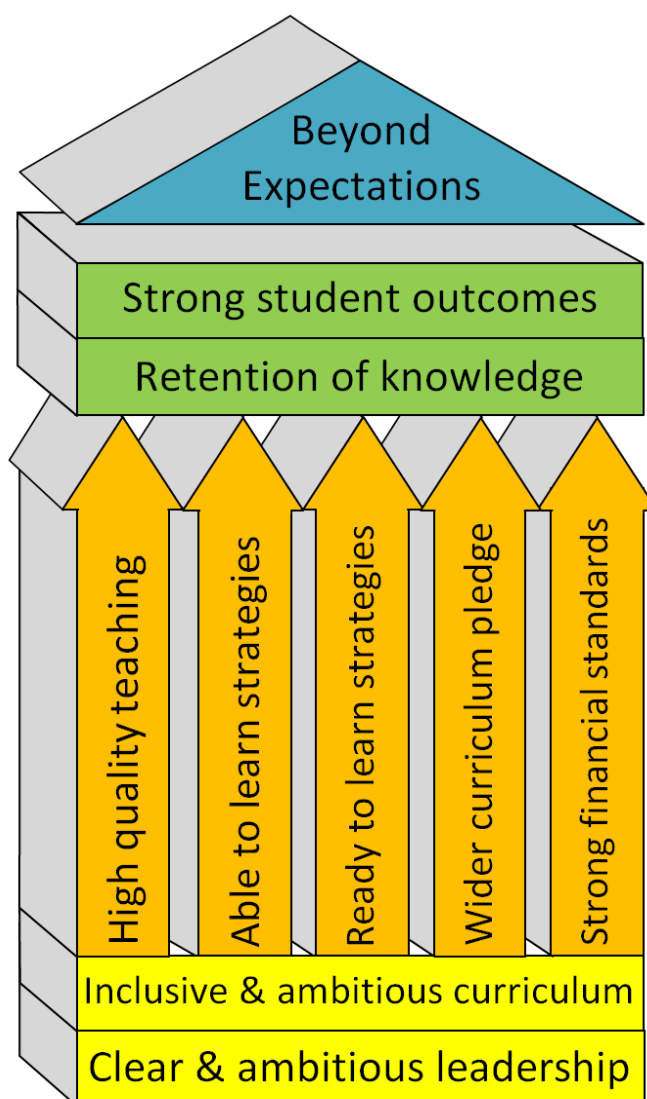 Beyond
Expectations
Strong student outcomes
Retention of knowledge
High quality teaching
Able to learn strategies
Ready to learn strategies
Wider curriculum pledge
Strong financial standards
Inclusive & ambitious curriculum
Clear & ambitious leadership